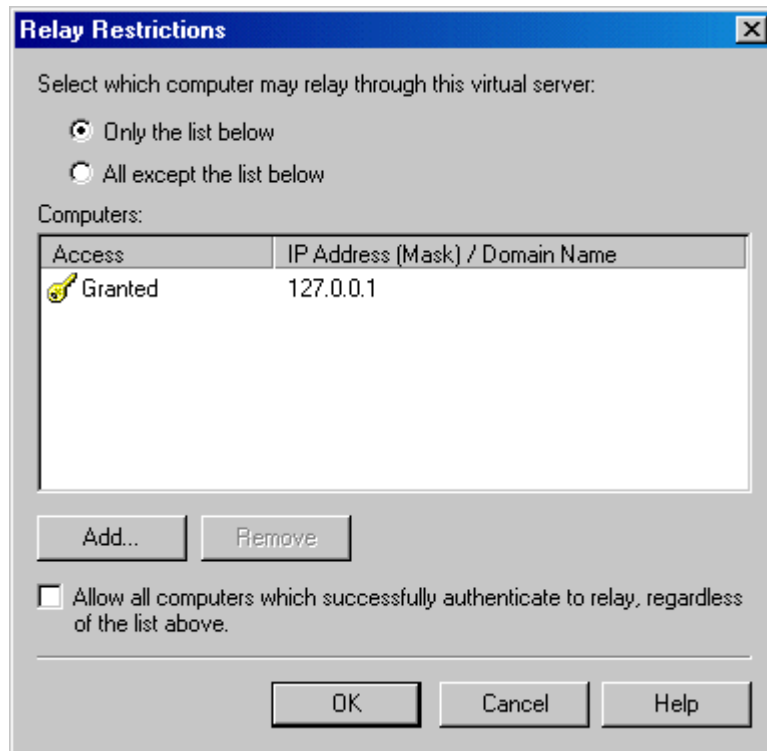 Relay Restrictions
Select which computer may relay through this virtual server:
Only the list below
All except the list below
Computers:
Access IP Address (Mask) / Domain Name
Granted 127.0.0.1
Add... Remove
Allow all computers which successfully authenticate to relay, regardless
of the list above.
OK Cancel Help